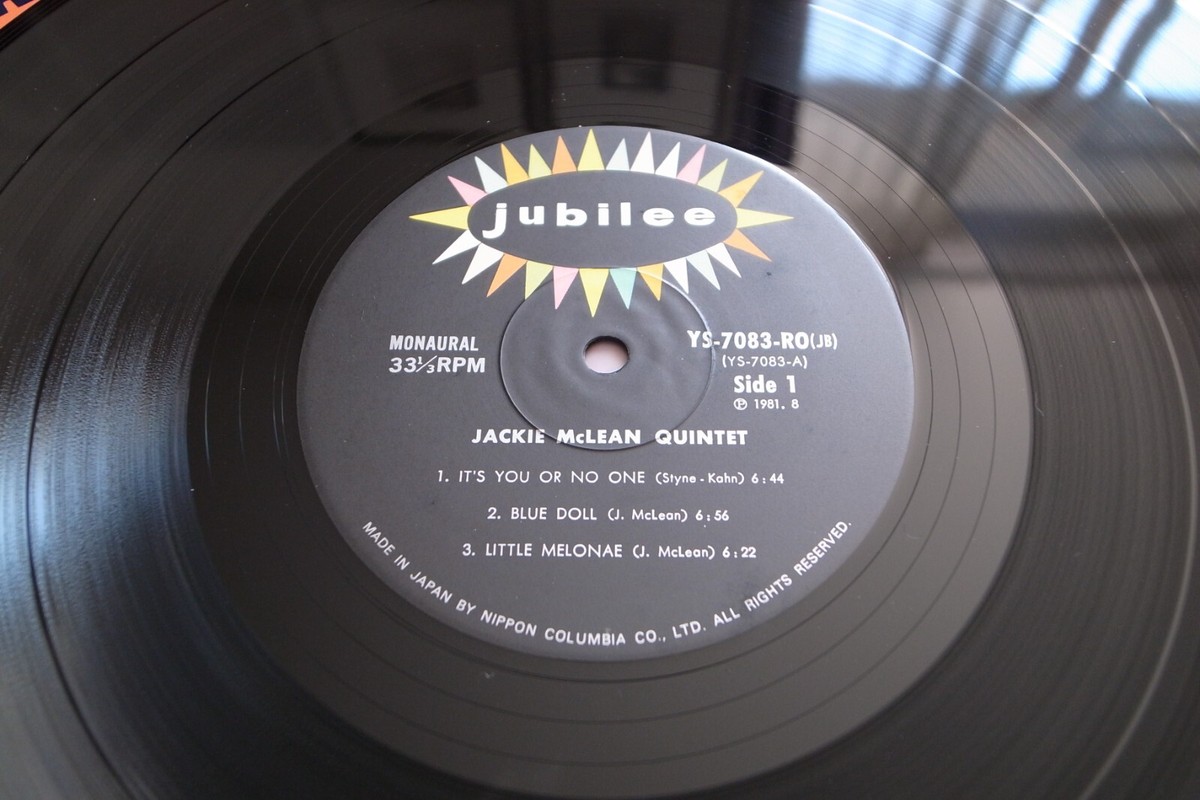 jubilee
MONAURAL
33⅓RPM
YS-7083-RO(JB)
(YS-7083-A)
Side 1
Ⓟ 1981. 8
JACKIE McLEAN QUINTET
1. IT'S YOU OR NO ONE (Styne-Kahn) 6:44
2. BLUE DOLL (J. McLean) 6:56
3. LITTLE MELONAE (J. McLean) 6:22
MADE IN JAPAN BY NIPPON COLUMBIA CO., LTD. ALL RIGHTS RESERVED.